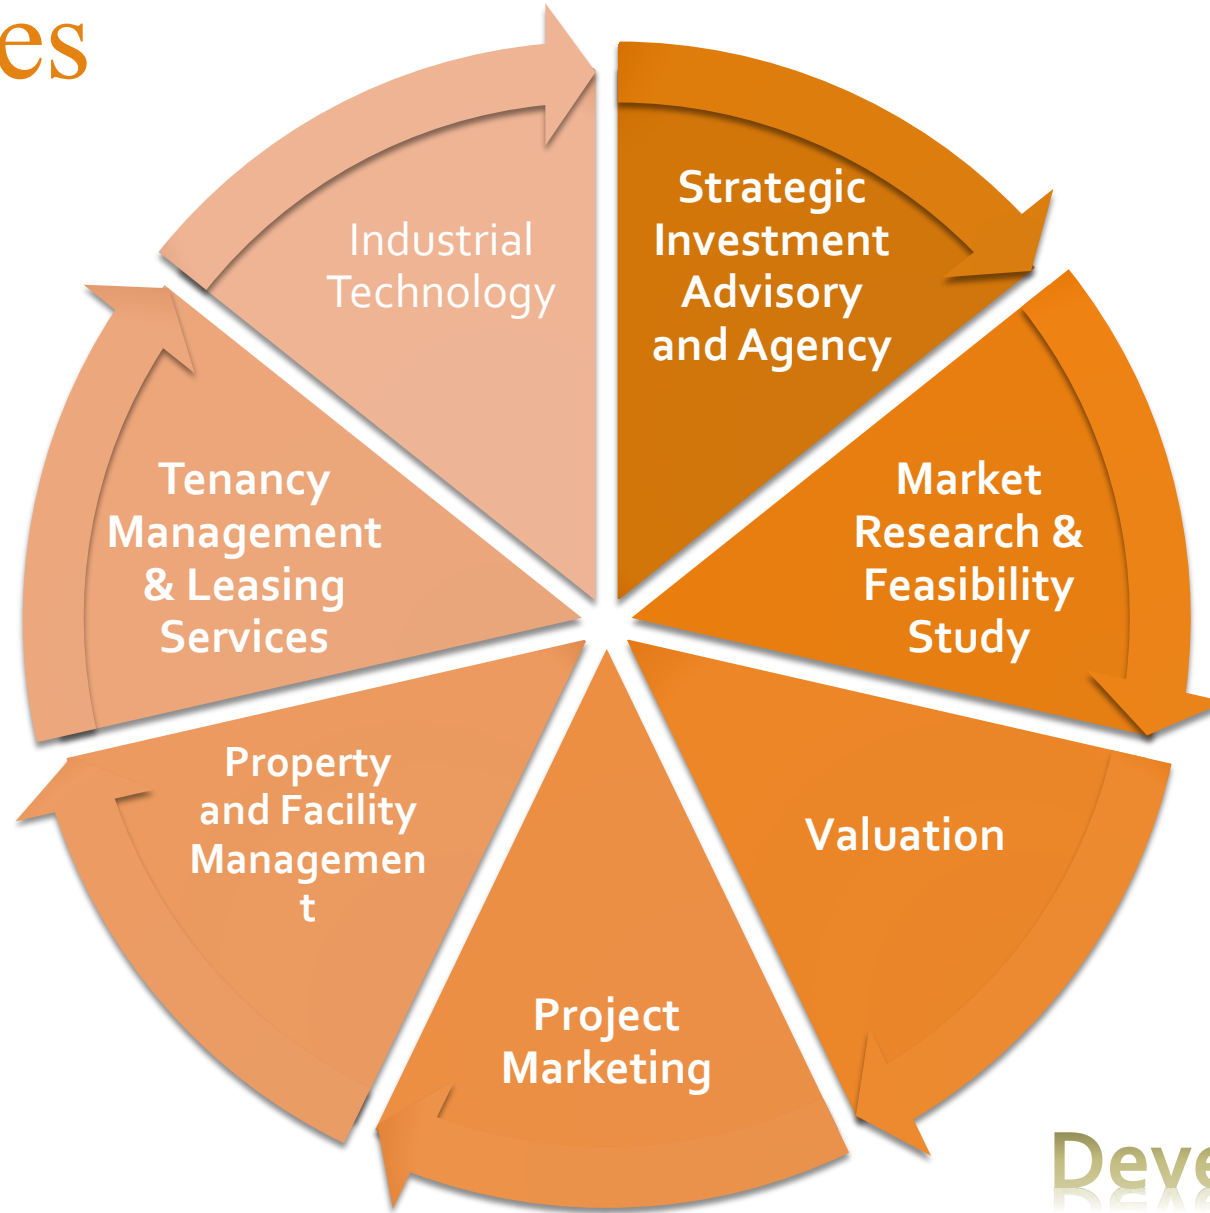 es
Strategic
Investment
Advisory
and Agency
Market
Research &
Feasibility
Study
Valuation
Project
Marketing
Property
and Facility
Managemen
t
Tenancy
Management
& Leasing
Services
Industrial
Technology
Deve